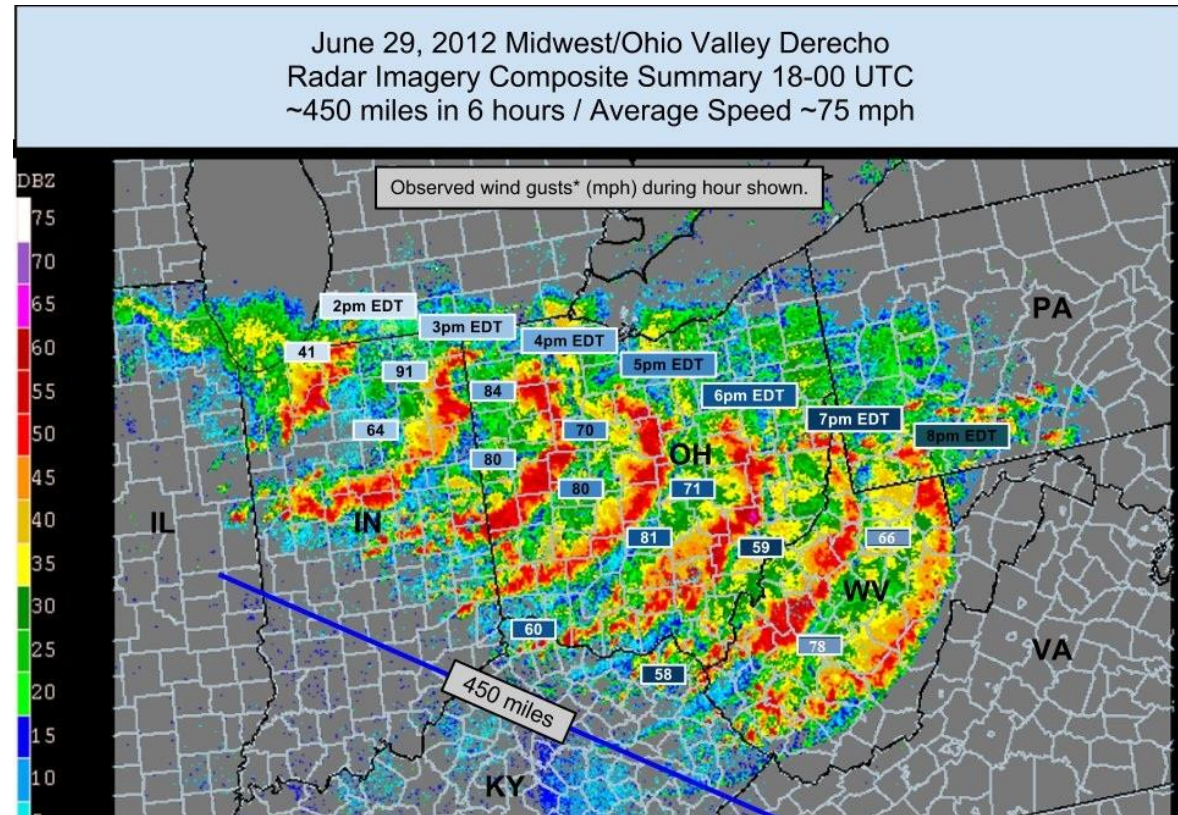 June 29, 2012 Midwest/Ohio Valley Derecho
Radar Imagery Composite Summary 18-00 UTC
~450 miles in 6 hours / Average Speed ~75 mph
Observed wind gusts* (mph) during hour shown.
DBZ
75
70
65
60
55
50
45
40
35
30
25
20
15
10
2pm EDT
3pm EDT
4pm EDT
5pm EDT
6pm EDT
7pm EDT
8pm EDT
PA
41
91
84
64
70
OH
80
80
71
IL
IN
81
59
66
WV
60
78
58
VA
450 miles
KY